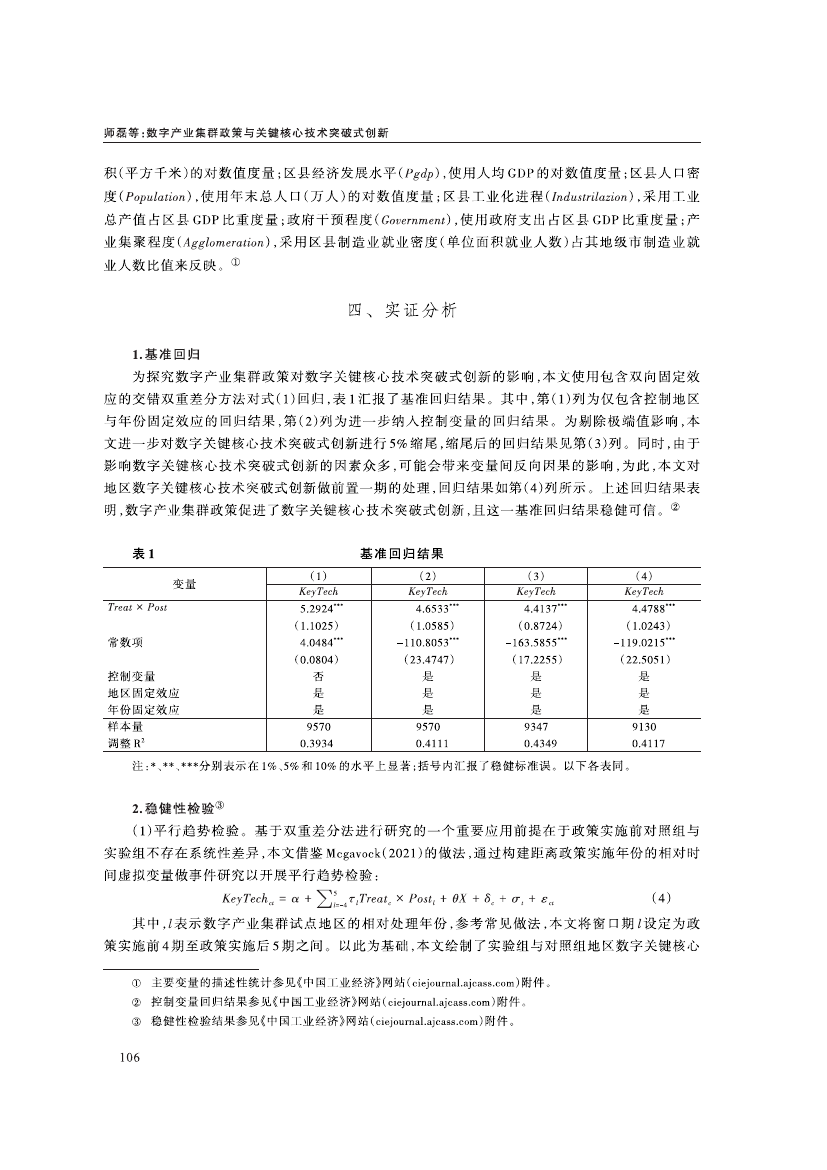 师磊等:数字产业集群政策与关键核心技术突破式创新
积(平方千米)的对数值度量;区县经济发展水平(Pgdp),使用人均GDP的对数值度量;区县人口密
度(Population),使用年末总人口(万人)的对数值度量;区县工业化进程(Industrilazion),采用工业
总产值占区县GDP比重度量;政府干预程度(Government),使用政府支出占区县GDP比重度量;产
业集聚程度(Agglomeration),采用区县制造业就业密度(单位面积就业人数)占其地级市制造业就
业人数比值来反映。①
四、实证分析
1.基准回归
为探究数字产业集群政策对数字关键核心技术突破式创新的影响,本文使用包含双向固定效
应的交错双重差分方法对式(1)回归,表1汇报了基准回归结果。其中,第(1)列为仅包含控制地区
与年份固定效应的回归结果,第(2)列为进一步纳入控制变量的回归结果。为剔除极端值影响,本
文进一步对数字关键核心技术突破式创新进行5%缩尾,缩尾后的回归结果见第(3)列。同时,由于
影响数字关键核心技术突破式创新的因素众多,可能会带来变量间反向因果的影响,为此,本文对
地区数字关键核心技术突破式创新做前置一期的处理,回归结果如第(4)列所示。上述回归结果表
明,数字产业集群政策促进了数字关键核心技术突破式创新,且这一基准回归结果稳健可信。②
表1 基准回归结果
变量 (1) (2) (3) (4)
KeyTech KeyTech KeyTech KeyTech
Treat × Post 5.2924*** 4.6533*** 4.4137*** 4.4788***
(1.1025) (1.0585) (0.8724) (1.0243)
常数项 4.0484*** -110.8053*** -163.5855*** -119.0215***
(0.0804) (23.4747) (17.2255) (22.5051)
控制变量 否 是 是 是
地区固定效应 是 是 是 是
年份固定效应 是 是 是 是
样本量 9570 9570 9347 9130
调整 R² 0.3934 0.4111 0.4349 0.4117
注:*、**、***分别表示在1%、5%和10%的水平上显著;括号内汇报了稳健标准误。以下各表同。
2.稳健性检验③
(1)平行趋势检验。基于双重差分法进行研究的一个重要应用前提在于政策实施前对照组与
实验组不存在系统性差异,本文借鉴Mcgavock(2021)的做法,通过构建距离政策实施年份的相对时
间虚拟变量做事件研究以开展平行趋势检验:
KeyTech_ct = α + ∑⁵_l=-4 τ_l Treat_c × Post_t + θX + δ_c + σ_t + ε_ct (4)
其中,l表示数字产业集群试点地区的相对处理年份,参考常见做法,本文将窗口期l设定为政
策实施前4期至政策实施后5期之间。以此为基础,本文绘制了实验组与对照组地区数字关键核心
① 主要变量的描述性统计参见《中国工业经济》网站(ciejournal.ajcass.com)附件。
② 控制变量回归结果参见《中国工业经济》网站(ciejournal.ajcass.com)附件。
③ 稳健性检验结果参见《中国工业经济》网站(ciejournal.ajcass.com)附件。
106